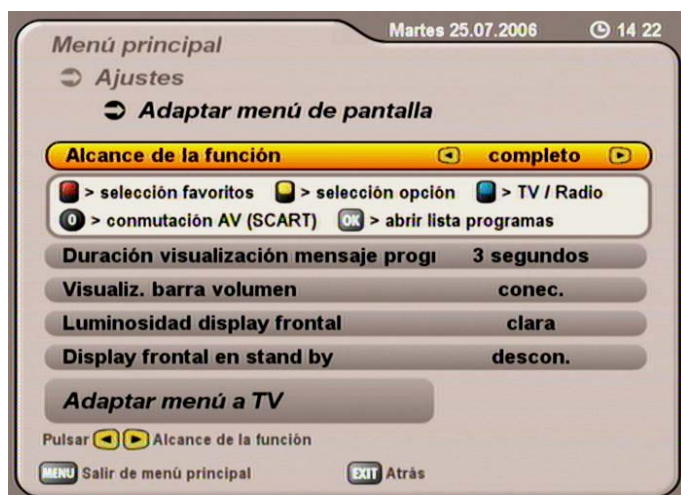 Martes 25.07.2006 14 22
Menú principal
Ajustes
Adaptar menú de pantalla
Alcance de la función completo
> selección favoritos > selección opción > TV / Radio
0 > conmutación AV (SCART) OK > abrir lista programas
Duración visualización mensaje progr 3 segundos
Visualiz. barra volumen conec.
Luminosidad display frontal clara
Display frontal en stand by descon.
Adaptar menú a TV
Pulsar Alcance de la función
MENU Salir de menú principal EXIT Atrás